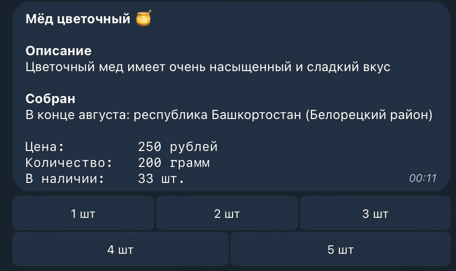 Мёд цветочный 🍯
Описание
Цветочный мед имеет очень насыщенный и сладкий вкус
Собран
В конце августа: республика Башкортостан (Белорецкий район)
Цена: 250 рублей
Количество: 200 грамм
В наличии: 33 шт.
00:11
1 шт 2 шт 3 шт
4 шт 5 шт